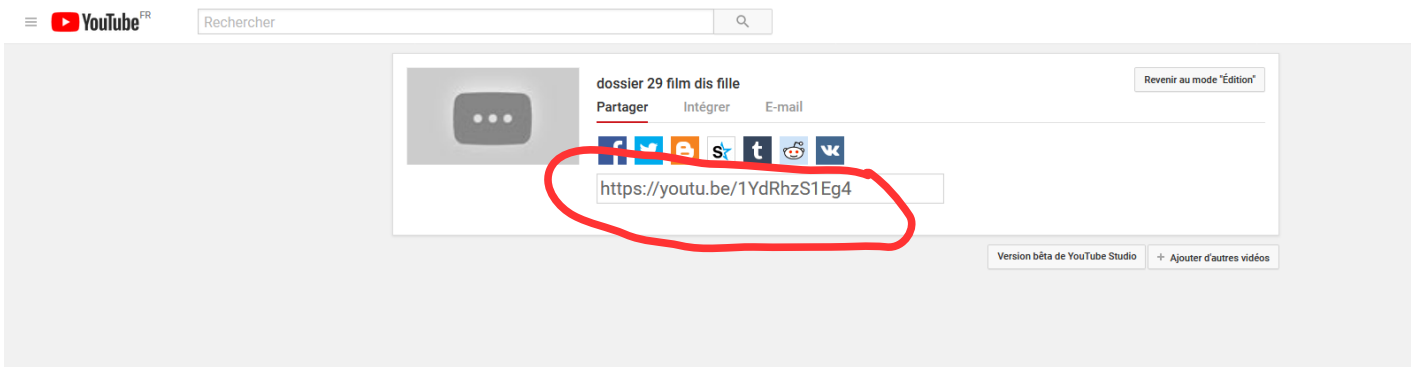 YouTube FR
Rechercher
dossier 29 film dis fille
Revenir au mode "Édition"
Partager Intégrer E-mail
https://youtu.be/1YdRhzS1Eg4
Version bêta de YouTube Studio
+ Ajouter d'autres vidéos